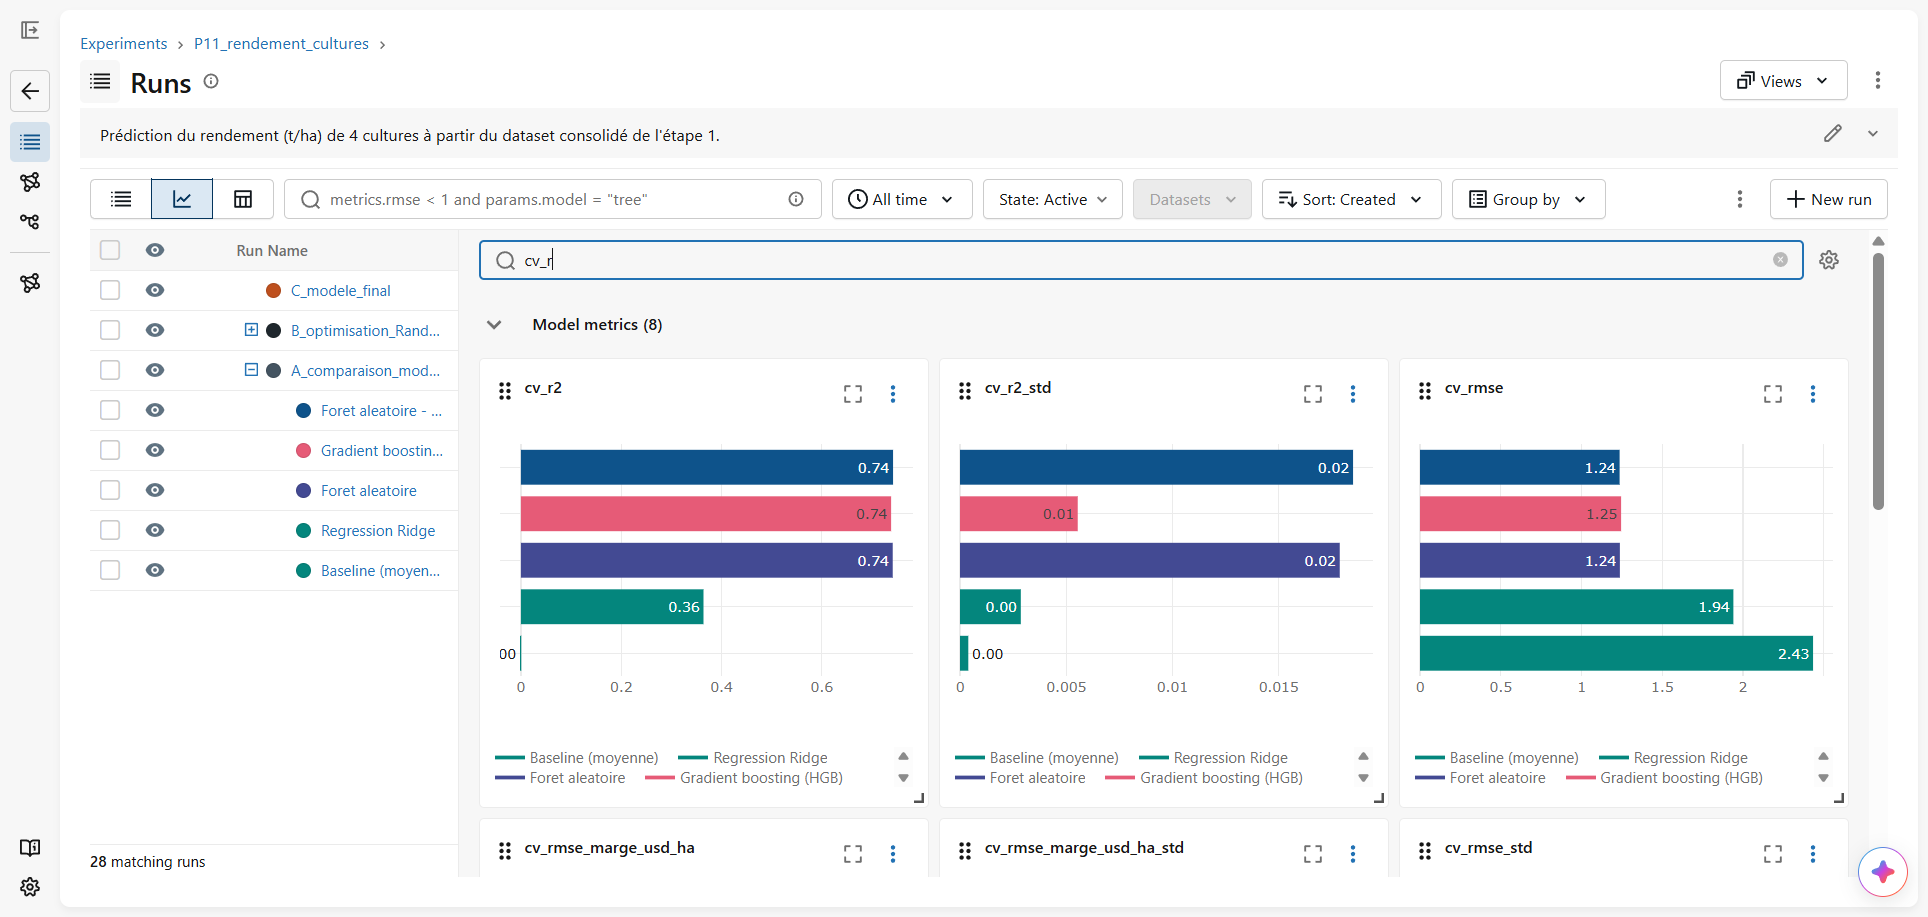 Experiments > P11_rendement_cultures >
Runs
Views
Prédiction du rendement (t/ha) de 4 cultures à partir du dataset consolidé de l'étape 1.
metrics.rmse < 1 and params.model = "tree"
All time
State: Active
Datasets
Sort: Created
Group by
New run
Run Name
C_modele_final
B_optimisation_Rand...
A_comparaison_mod...
Foret aleatoire - ...
Gradient boostin...
Foret aleatoire
Regression Ridge
Baseline (moyen...
28 matching runs
cv_r
Model metrics (8)
cv_r2
0.74
0.74
0.74
0.36
00
0 0.2 0.4 0.6
Baseline (moyenne) Regression Ridge
Foret aleatoire Gradient boosting (HGB)
cv_r2_std
0.02
0.01
0.02
0.00
0.00
0 0.005 0.01 0.015
Baseline (moyenne) Regression Ridge
Foret aleatoire Gradient boosting (HGB)
cv_rmse
1.24
1.25
1.24
1.94
2.43
0 0.5 1 1.5 2
Baseline (moyenne) Regression Ridge
Foret aleatoire Gradient boosting (HGB)
cv_rmse_marge_usd_ha
cv_rmse_marge_usd_ha_std
cv_rmse_std